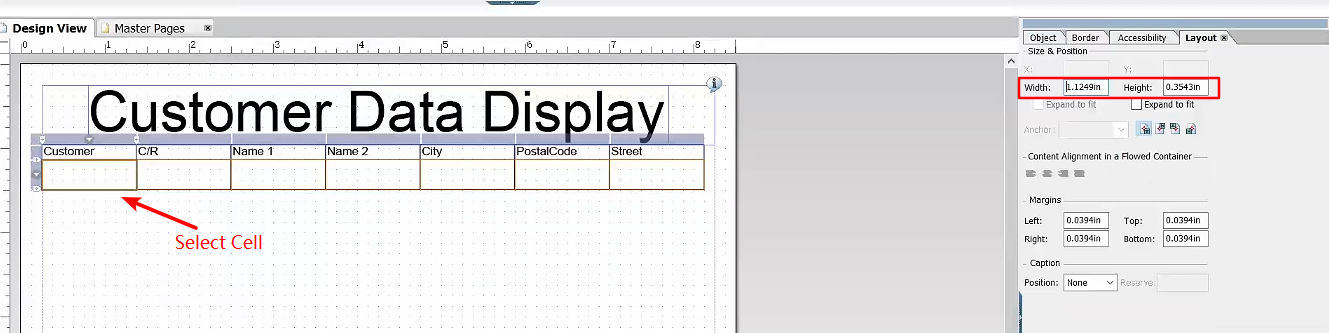 Design View
Master Pages
0 1 2 3 4 5 6 7 8
Customer Data Display
Customer C/R Name 1 Name 2 City PostalCode Street
Select Cell
Object Border Accessibility Layout
Size & Position
X: Y:
Width: 1.1249in Height: 0.3543in
Expand to fit Expand to fit
Anchor:
Content Alignment in a Flowed Container
Margins
Left: 0.0394in Top: 0.0394in
Right: 0.0394in Bottom: 0.0394in
Caption
Position: None Reserve: